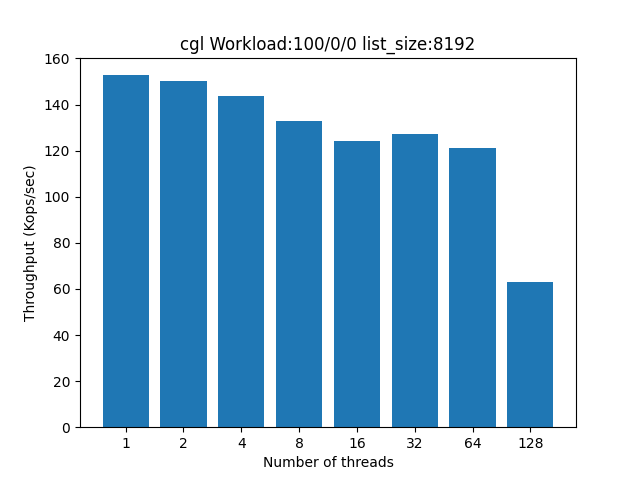 cgl Workload:100/0/0 list_size:8192
Throughput (Kops/sec)
160
140
120
100
80
60
40
20
0
1 2 4 8 16 32 64 128
Number of threads